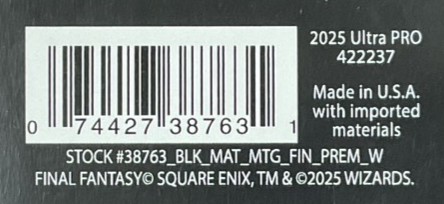 2025 Ultra PRO
422237
Made in U.S.A.
with imported
materials
0 74427 38763 1
STOCK #38763_BLK_MAT_MTG_FIN_PREM_W
FINAL FANTASY© SQUARE ENIX, TM & ©2025 WIZARDS.